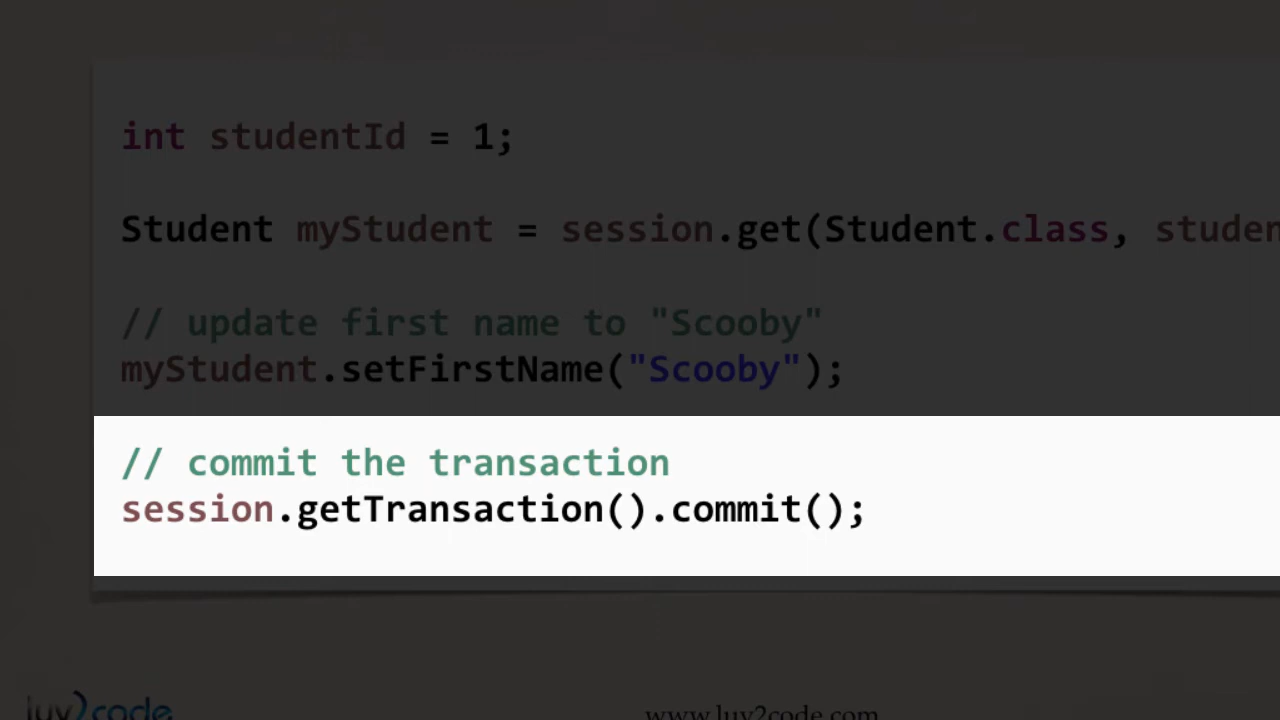 int studentId = 1;
Student myStudent = session.get(Student.class,
// update first name to "Scooby"
myStudent.setFirstName("Scooby");
// commit the transaction
session.getTransaction().commit();
luv2code
www.luv2code.com